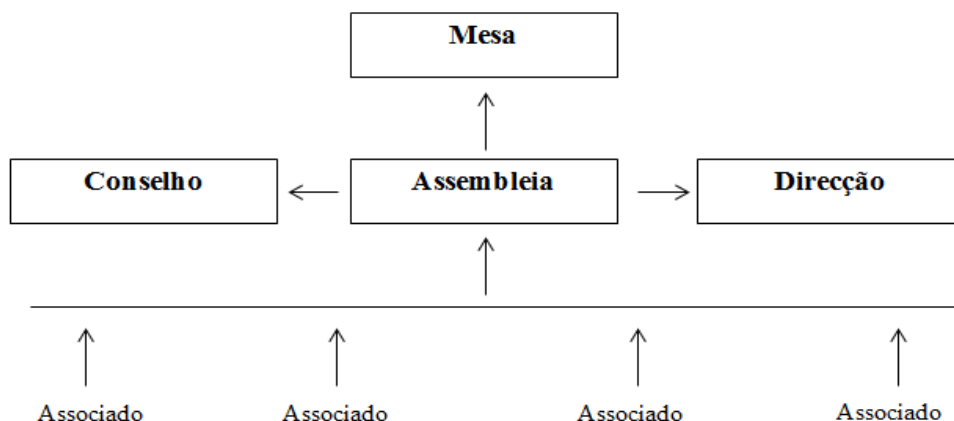 Mesa
Conselho
Assembleia
Direcção
Associado
Associado
Associado
Associado